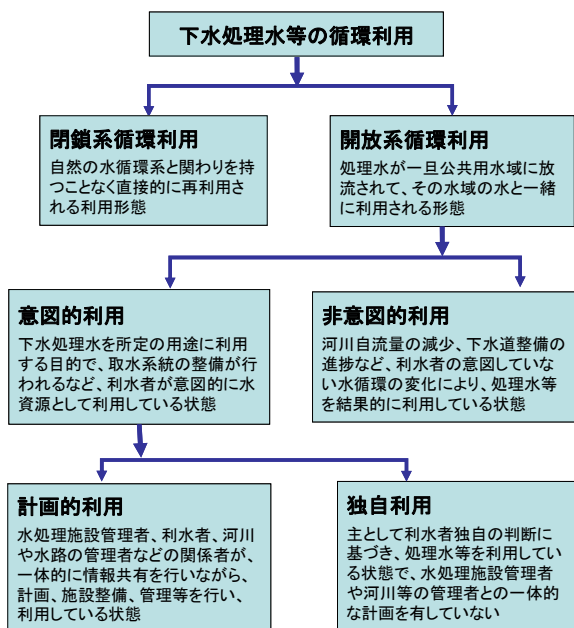 下水処理水等の循環利用
閉鎖系循環利用
自然の水循環系と関わりを持
つことなく直接的に再利用さ
れる利用形態
開放系循環利用
処理水が一旦公共用水域に放
流されて、その水域の水と一緒
に利用される形態
意図的利用
下水処理水を所定の用途に利用
する目的で、取水系統の整備が行
われるなど、利水者が意図的に水
資源として利用している状態
非意図的利用
河川自流量の減少、下水道整備の
進捗など、利水者の意図してい
ない水循環の変化により、処理水等
を結果的に利用している状態
計画的利用
水処理施設管理者、利水者、河川
や水路の管理者などの関係者が、
一体的に情報共有を行いながら、
計画、施設整備、管理等を行い、
利用している状態
独自利用
主として利水者独自の判断に
基づき、処理水等を利用してい
る状態で、水処理施設管理者
や河川等の管理者との一体的
な計画を有していない